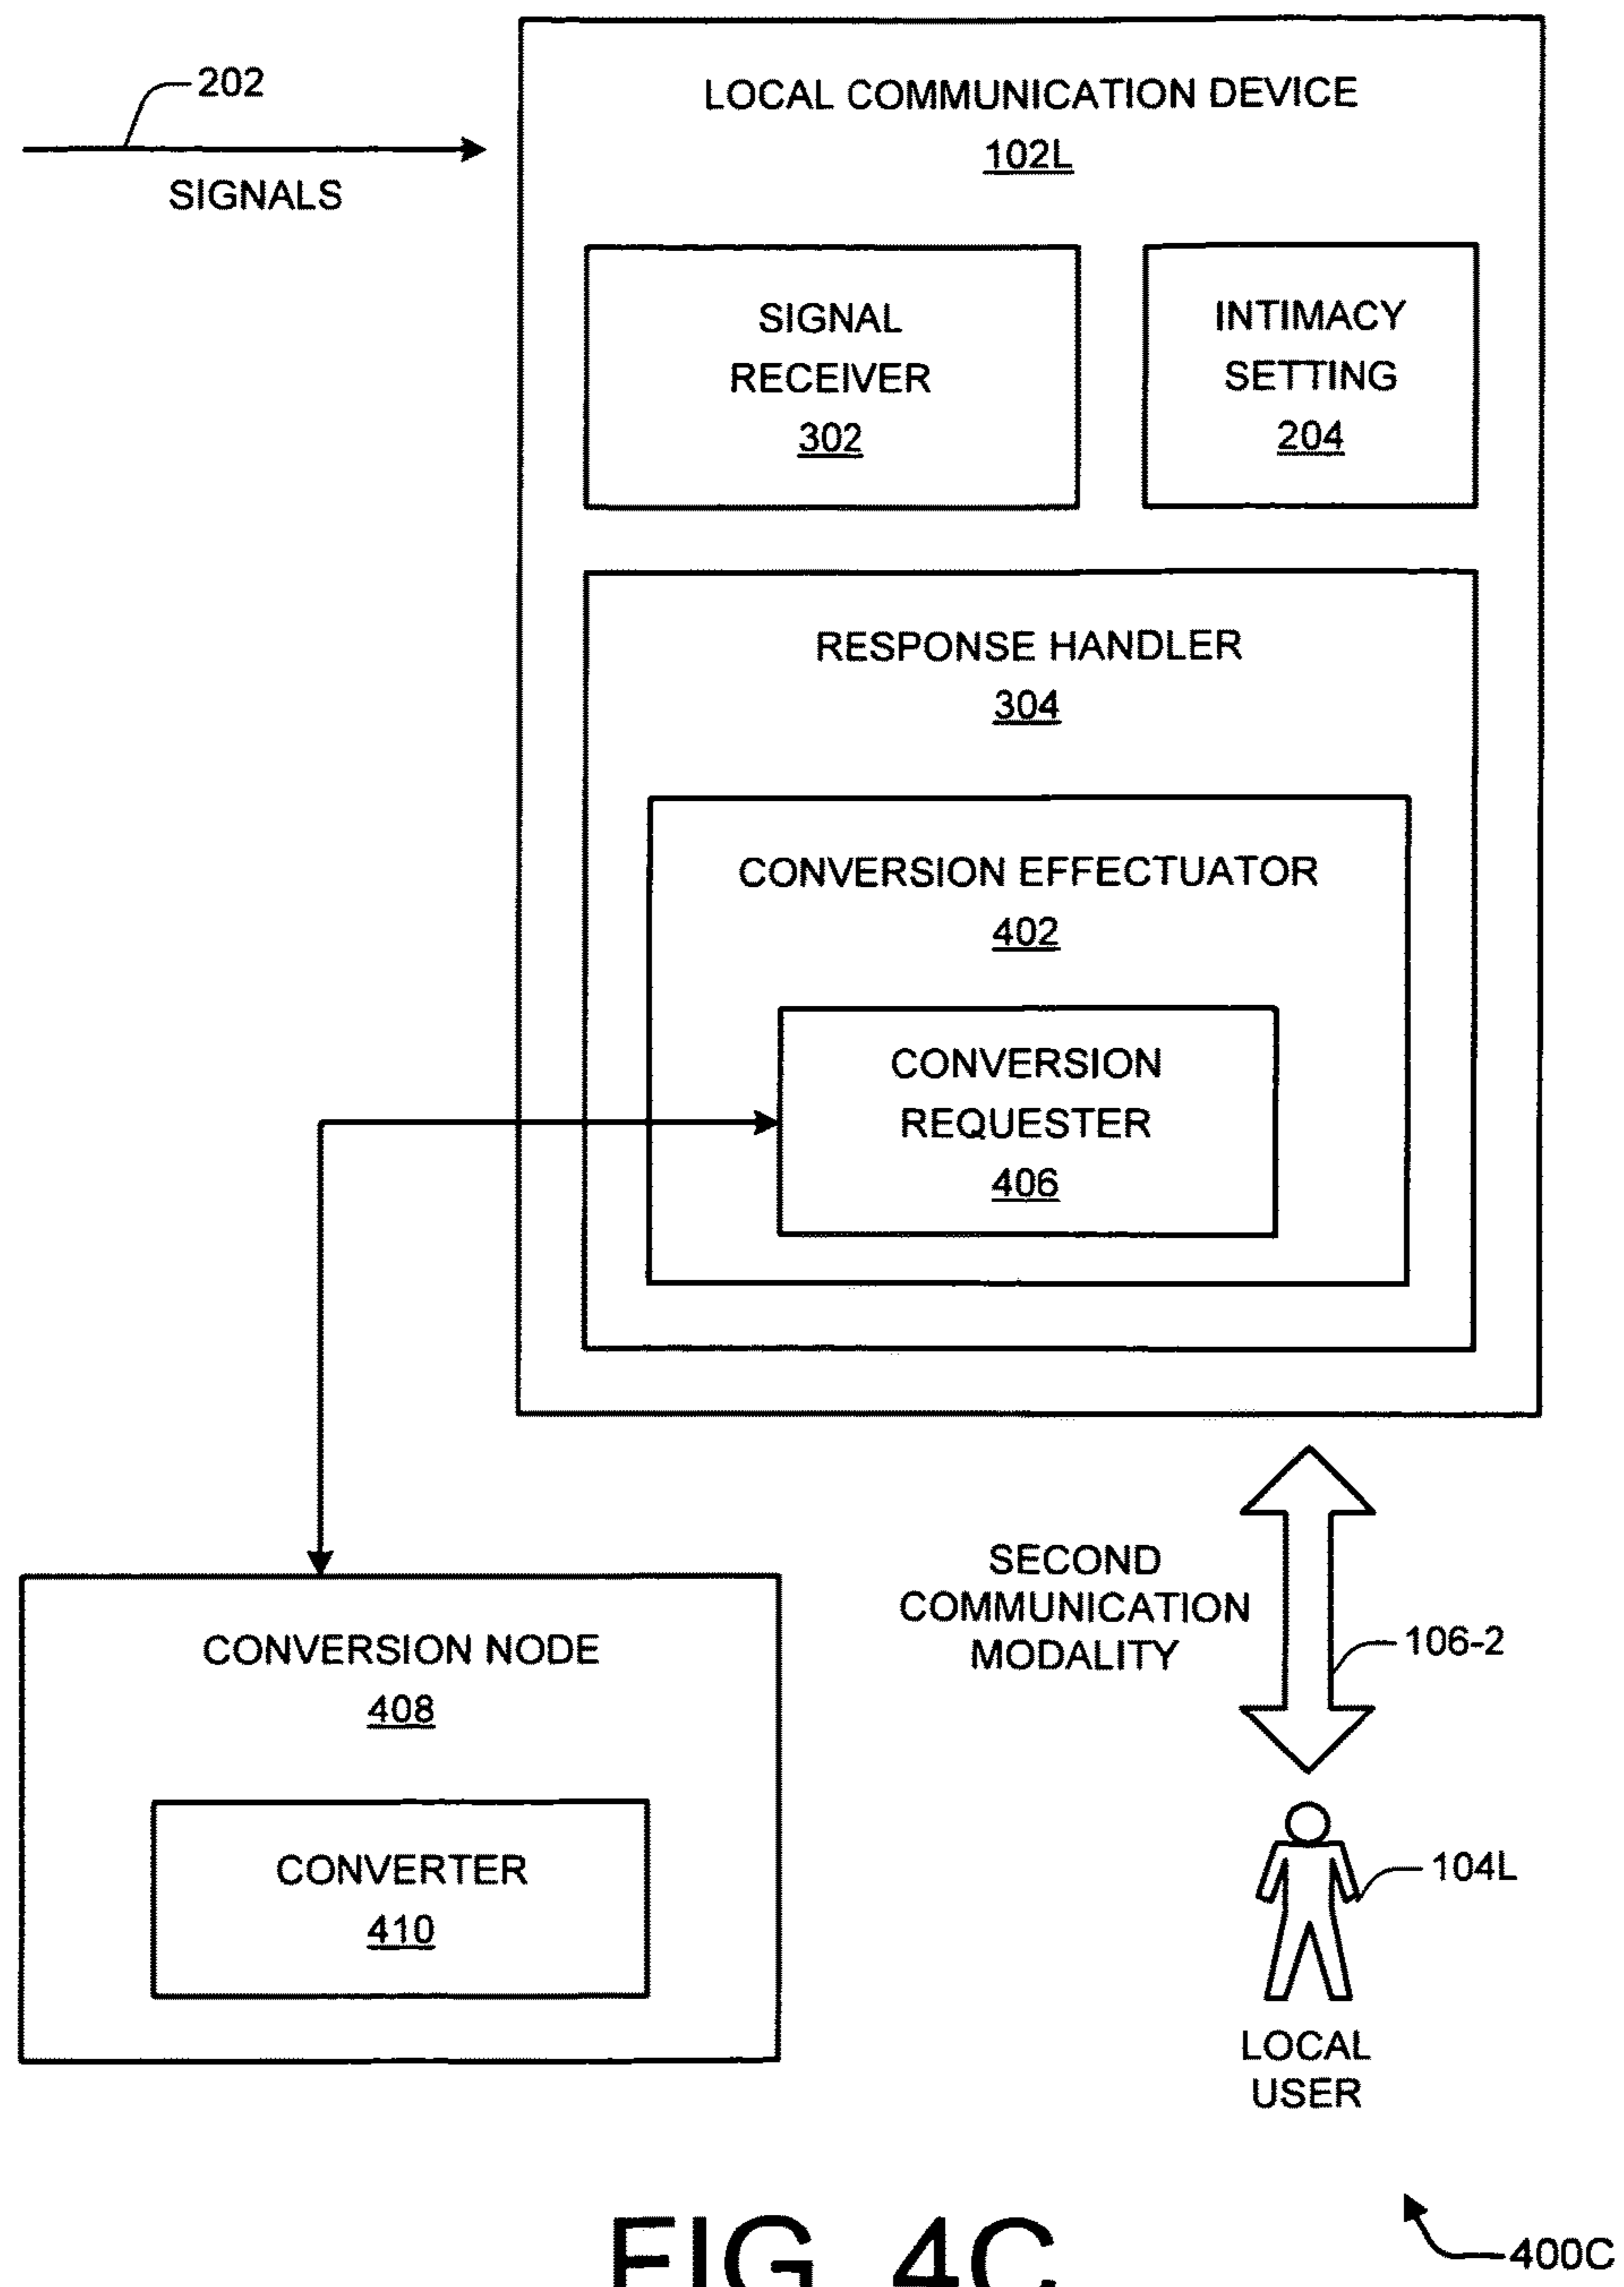 202
SIGNALS
LOCAL COMMUNICATION DEVICE
102L
SIGNAL
RECEIVER
302
INTIMACY
SETTING
204
RESPONSE HANDLER
304
CONVERSION EFFECTUATOR
402
CONVERSION
REQUESTER
406
CONVERSION NODE
408
CONVERTER
410
SECOND
COMMUNICATION
MODALITY
106-2
104L
LOCAL
USER
400C
FIG. 4C